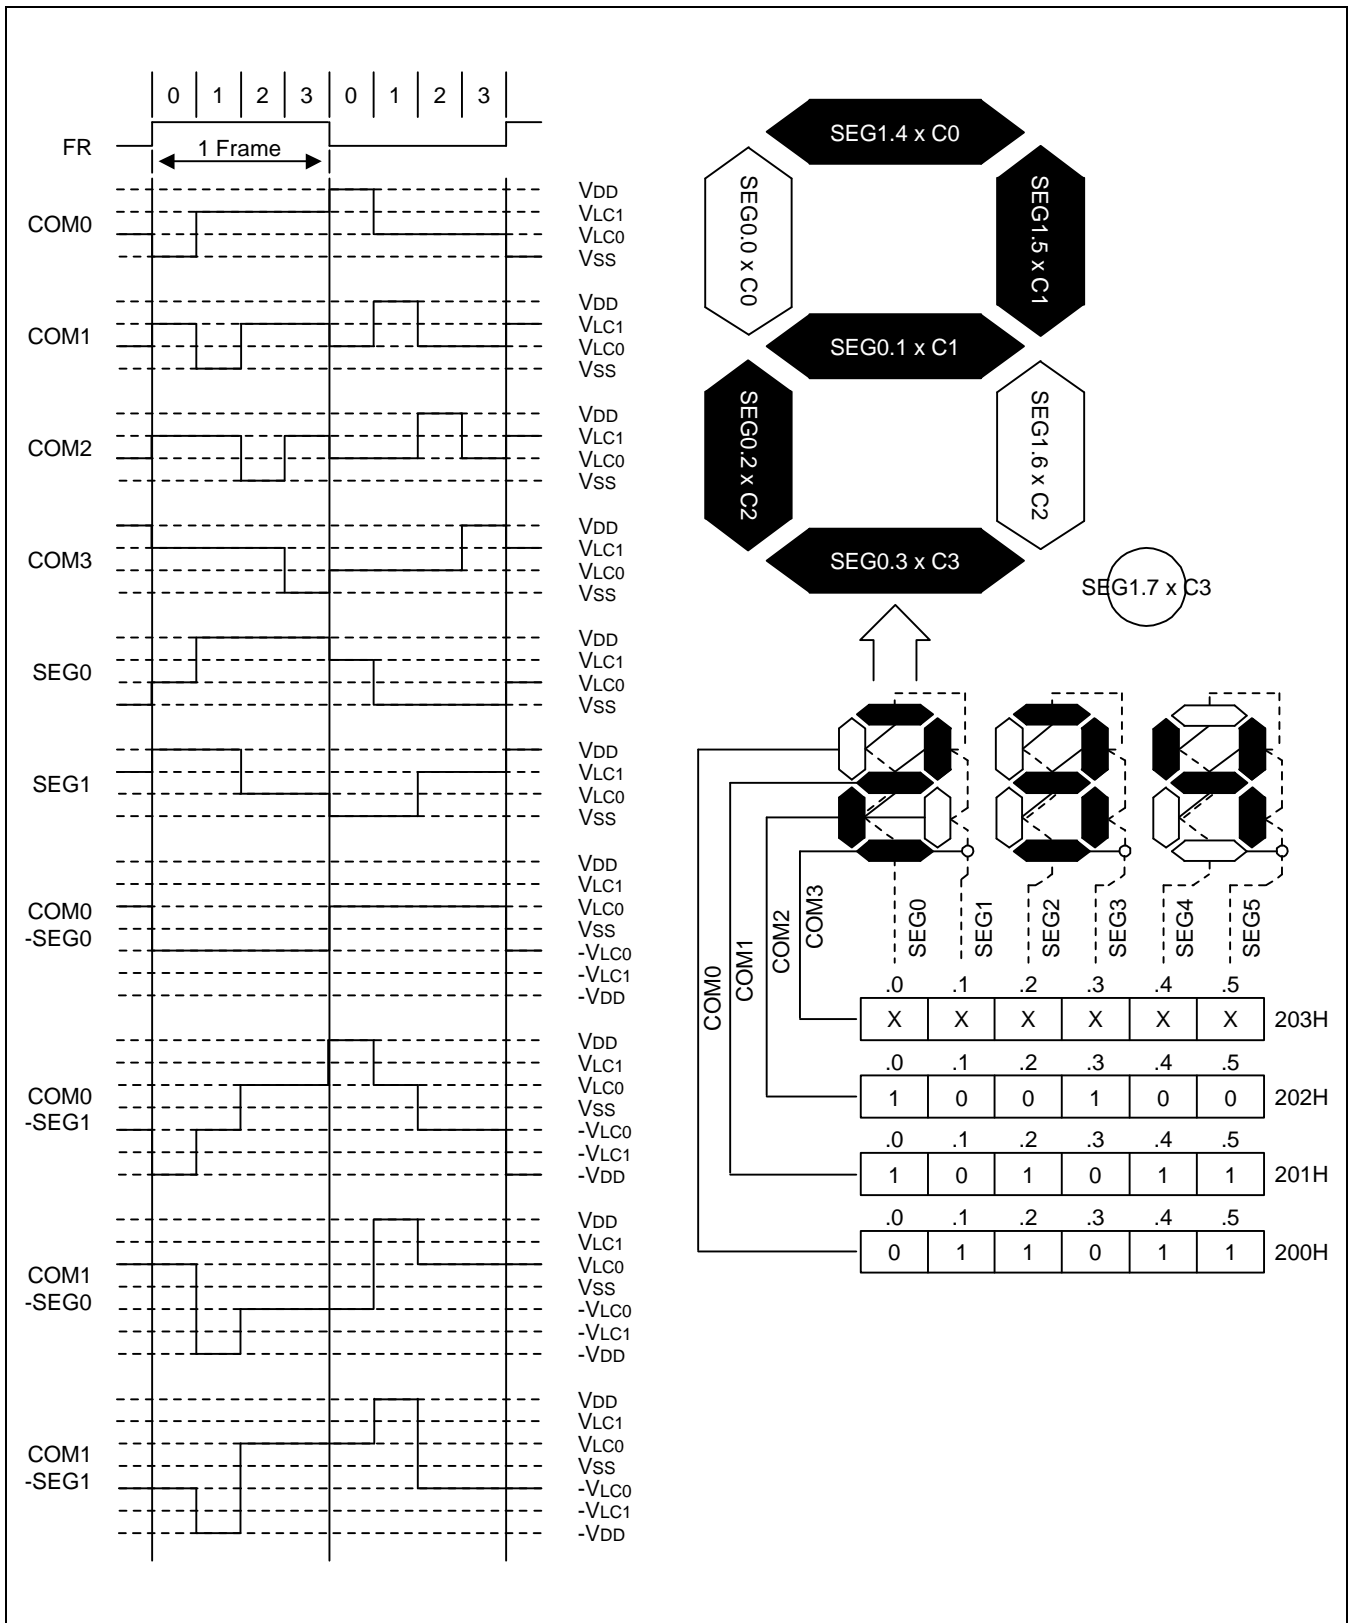 0 1 2 3 0 1 2 3
FR
1 Frame
COM0
VDD
VLC1
VLC0
VSS
COM1
VDD
VLC1
VLC0
VSS
COM2
VDD
VLC1
VLC0
VSS
COM3
VDD
VLC1
VLC0
VSS
SEG0
VDD
VLC1
VLC0
VSS
SEG1
VDD
VLC1
VLC0
VSS
COM0
-SEG0
VDD
VLC1
VLC0
VSS
-VLC0
-VLC1
-VDD
COM0
-SEG1
VDD
VLC1
VLC0
VSS
-VLC0
-VLC1
-VDD
COM1
-SEG0
VDD
VLC1
VLC0
VSS
-VLC0
-VLC1
-VDD
COM1
-SEG1
VDD
VLC1
VLC0
VSS
-VLC0
-VLC1
-VDD
SEG1.4 x C0
SEG0.0 x C0
SEG1.5 x C1
SEG0.1 x C1
SEG0.2 x C2
SEG1.6 x C2
SEG0.3 x C3
SEG1.7 x C3
COM0
COM1
COM2
COM3
SEG0
SEG1
SEG2
SEG3
SEG4
SEG5
.0 .1 .2 .3 .4 .5
X X X X X X 203H
.0 .1 .2 .3 .4 .5
1 0 0 1 0 0 202H
.0 .1 .2 .3 .4 .5
1 0 1 0 1 1 201H
.0 .1 .2 .3 .4 .5
0 1 1 0 1 1 200H